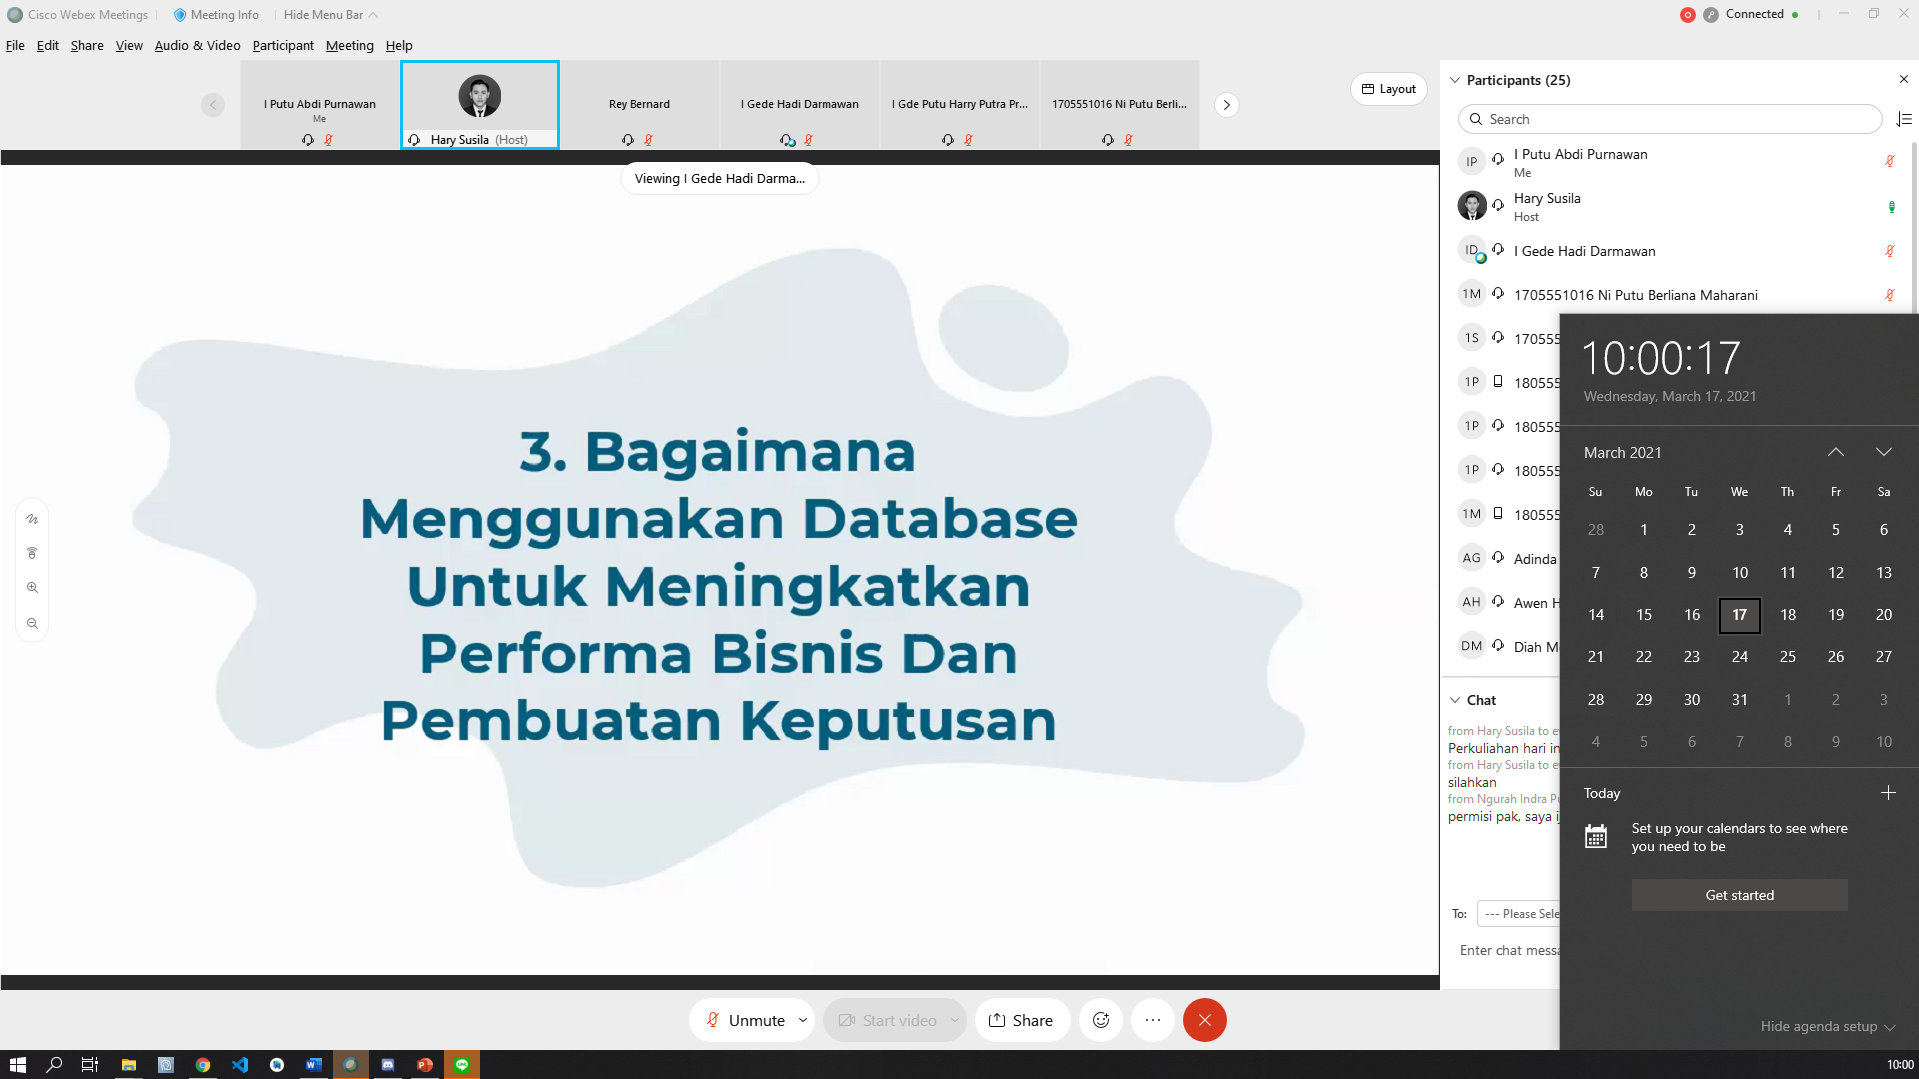 Cisco Webex Meetings
Meeting Info
Hide Menu Bar
Connected
File Edit Share View Audio & Video Participant Meeting Help
I Putu Abdi Purnawan
Me
Hary Susila (Host)
Rey Bernard
I Gede Hadi Darmawan
I Gde Putu Harry Putra Pr...
1705551016 Ni Putu Berli...
Layout
Viewing I Gede Hadi Darma...
3. Bagaimana
Menggunakan Database
Untuk Meningkatkan
Performa Bisnis Dan
Pembuatan Keputusan
Participants (25)
Search
IP I Putu Abdi Purnawan
Me
Hary Susila
Host
ID I Gede Hadi Darmawan
1M 1705551016 Ni Putu Berliana Maharani
1S 170555
1P 180555
1P 180555
1P 180555
1M 180555
AG Adinda
AH Awen H
DM Diah M
Chat
from Hary Susila to e
Perkuliahan hari in
from Hary Susila to e
silahkan
from Ngurah Indra Pu
permisi pak, saya ij
To: --- Please Sele
Enter chat messa
10:00:17
Wednesday, March 17, 2021
March 2021
Su Mo Tu We Th Fr Sa
28 1 2 3 4 5 6
7 8 9 10 11 12 13
14 15 16 17 18 19 20
21 22 23 24 25 26 27
28 29 30 31 1 2 3
4 5 6 7 8 9 10
Today
Set up your calendars to see where
you need to be
Get started
Hide agenda setup
Unmute
Start video
Share
10:00